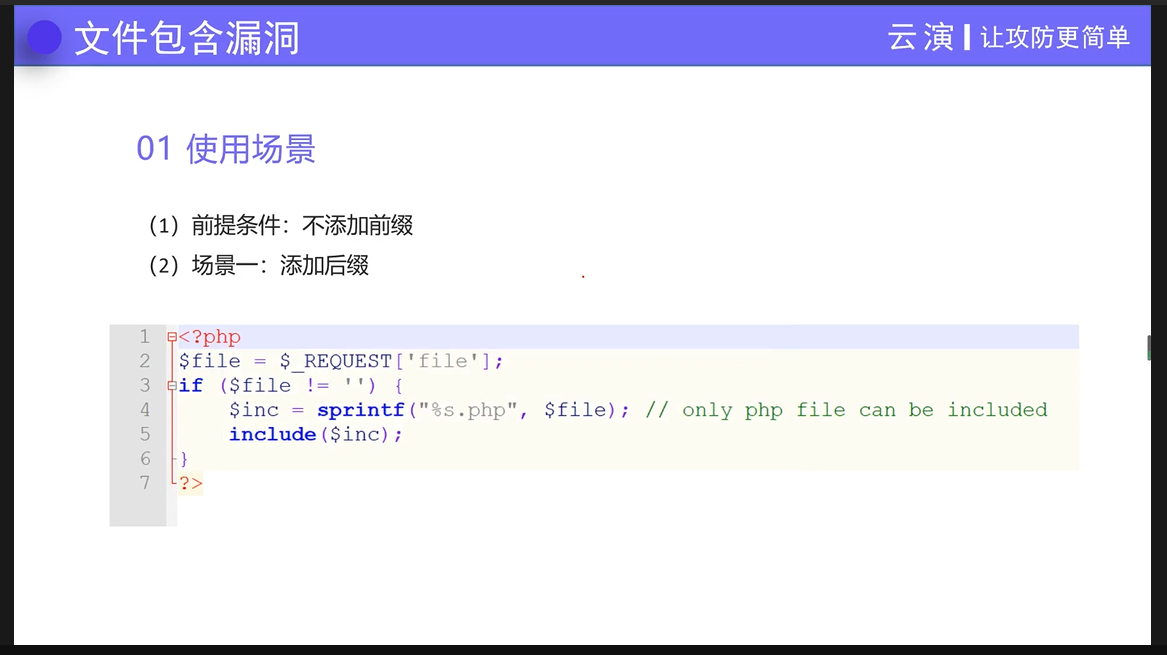 文件包含漏洞
云演 | 让攻防更简单
01 使用场景
（1）前提条件：不添加前缀
（2）场景一：添加后缀
1 <?php
2 $file = $_REQUEST['file'];
3 if ($file != '') {
4     $inc = sprintf("%s.php", $file); // only php file can be included
5     include($inc);
6 }
7 ?>